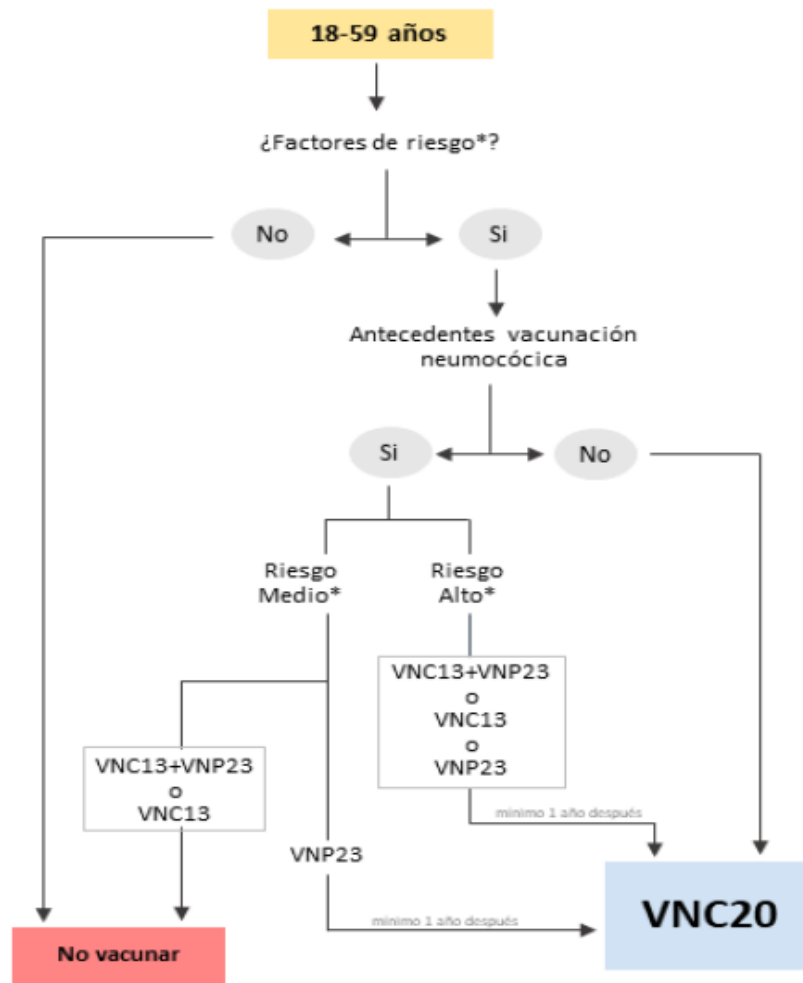 18-59 años
¿Factores de riesgo*?
No
Si
Antecedentes vacunación
neumocócica
Si
No
Riesgo
Medio*
Riesgo
Alto*
VNC13+VNP23
o
VNC13
o
VNP23
VNC13+VNP23
o
VNC13
mínimo 1 año después
VNP23
mínimo 1 año después
VNC20
No vacunar